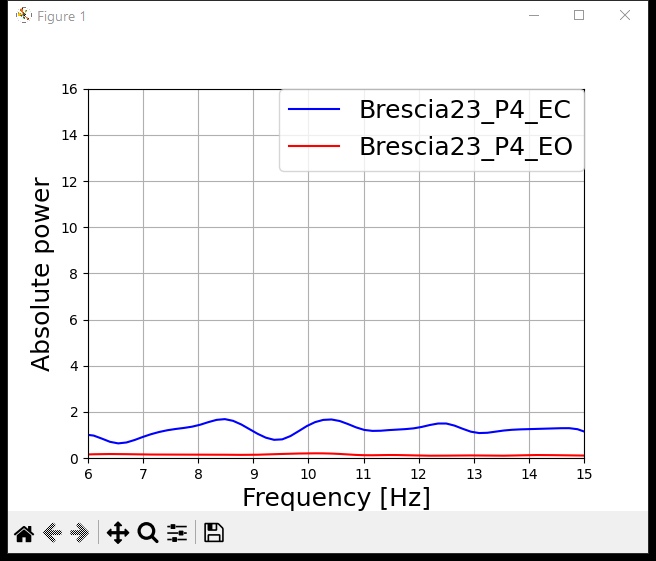 Figure 1
16
14
12
10
8
6
4
2
0
Absolute power
Brescia23_P4_EC
Brescia23_P4_EO
6 7 8 9 10 11 12 13 14 15
Frequency [Hz]